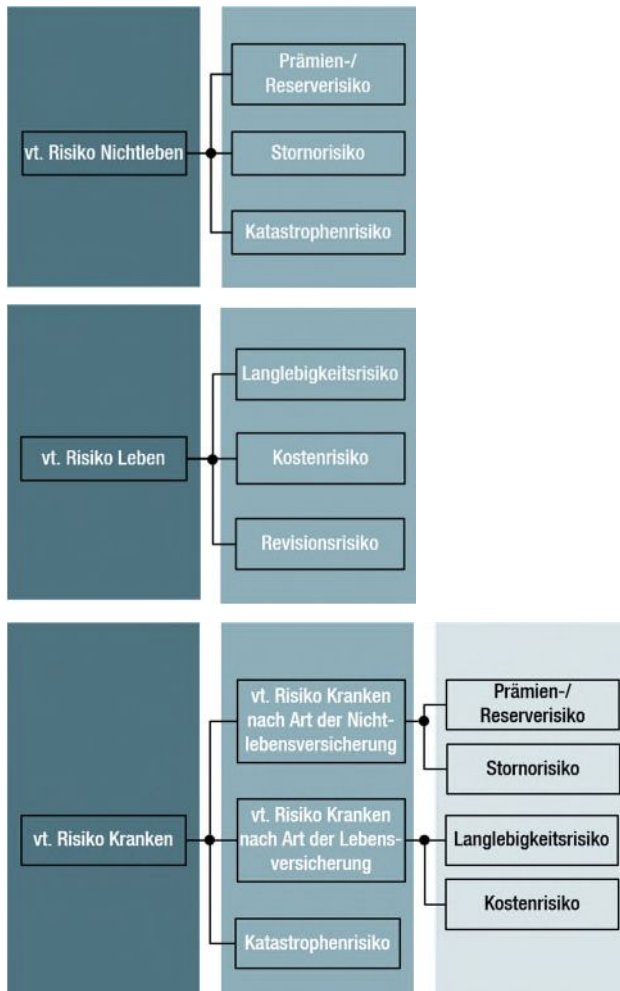 vt. Risiko Nichtleben
Prämien-/
Reserverisiko
Stornorisiko
Katastrophenrisiko
vt. Risiko Leben
Langlebigkeitsrisiko
Kostenrisiko
Revisionsrisiko
vt. Risiko Kranken
vt. Risiko Kranken
nach Art der Nicht-
lebensversicherung
Prämien-/
Reserverisiko
Stornorisiko
vt. Risiko Kranken
nach Art der Lebens-
versicherung
Langlebigkeitsrisiko
Kostenrisiko
Katastrophenrisiko